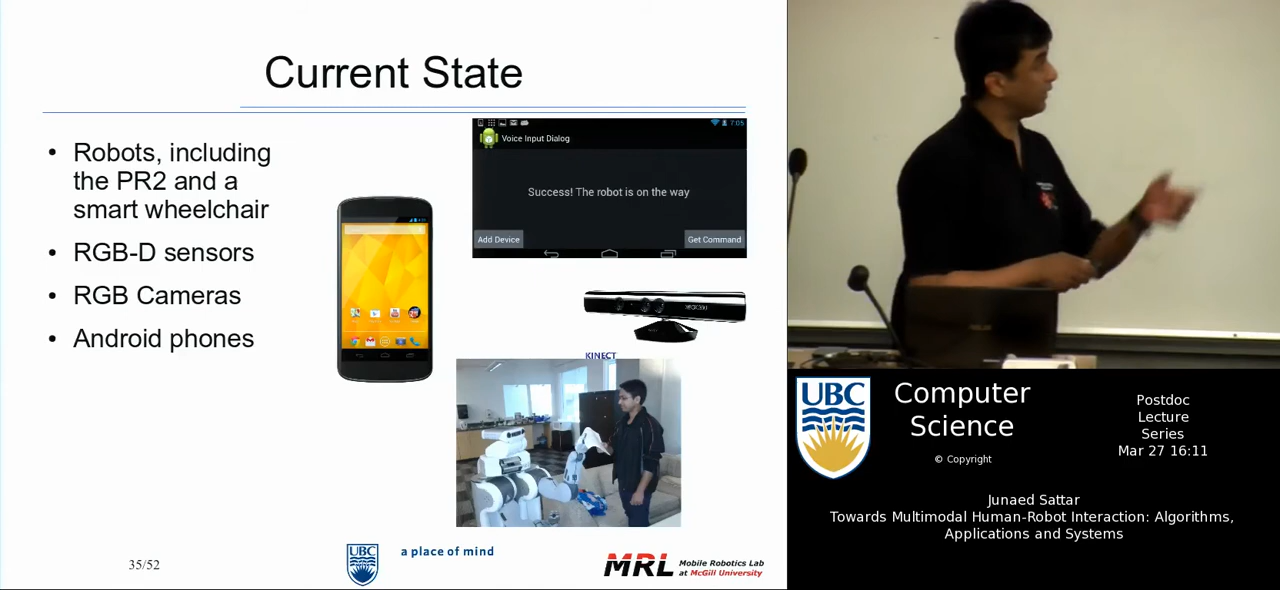 Current State
• Robots, including
the PR2 and a
smart wheelchair
• RGB-D sensors
• RGB Cameras
• Android phones
7:05
Voice Input Dialog
Success! The robot is on the way
Add Device
Get Command
XBOX360
KINECT
35/52
UBC
a place of mind
MRL
Mobile Robotics Lab
at McGill University
UBC
Computer
Science
© Copyright
Postdoc
Lecture
Series
Mar 27 16:11
Junaed Sattar
Towards Multimodal Human-Robot Interaction: Algorithms,
Applications and Systems